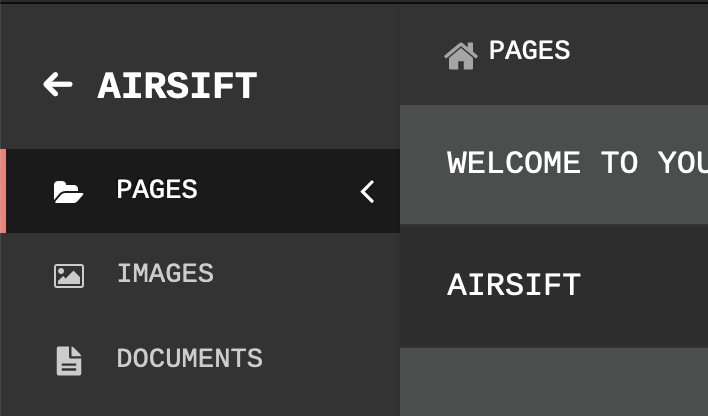 AIRSIFT
PAGES
IMAGES
DOCUMENTS
PAGES
WELCOME TO YOU
AIRSIFT